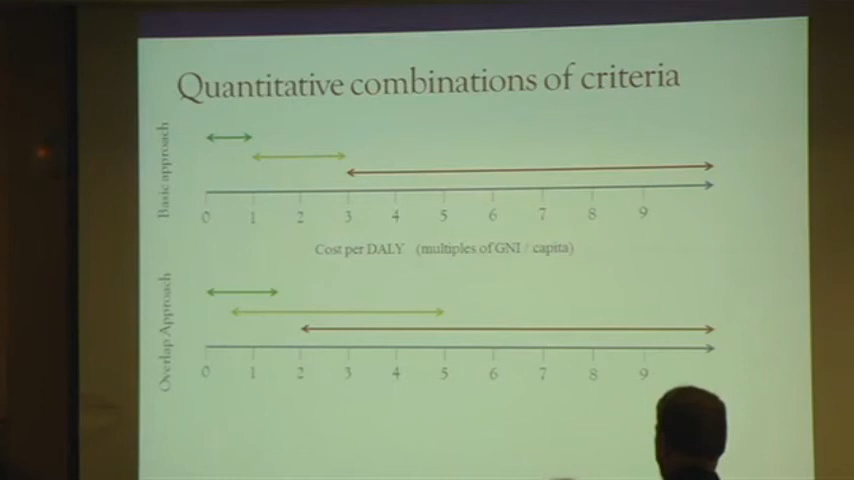 Quantitative combinations of criteria
Basic approach
0 1 2 3 4 5 6 7 8 9
Cost per DALY (multiples of GNI / capita)
Overlap Approach
0 1 2 3 4 5 6 7 8 9